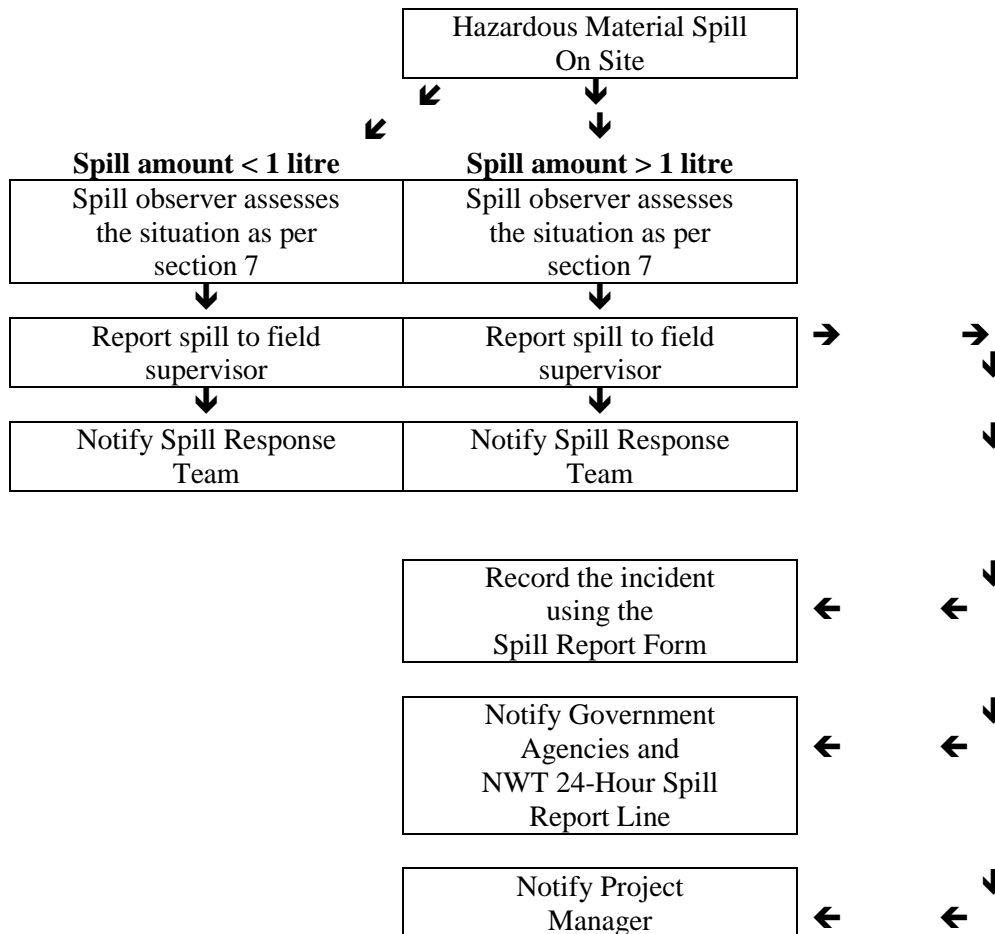 Hazardous Material Spill
On Site
Spill amount < 1 litre
Spill amount > 1 litre
Spill observer assesses
the situation as per
section 7
Spill observer assesses
the situation as per
section 7
Report spill to field
supervisor
Report spill to field
supervisor
Notify Spill Response
Team
Notify Spill Response
Team
Record the incident
using the
Spill Report Form
Notify Government
Agencies and
NWT 24-Hour Spill
Report Line
Notify Project
Manager